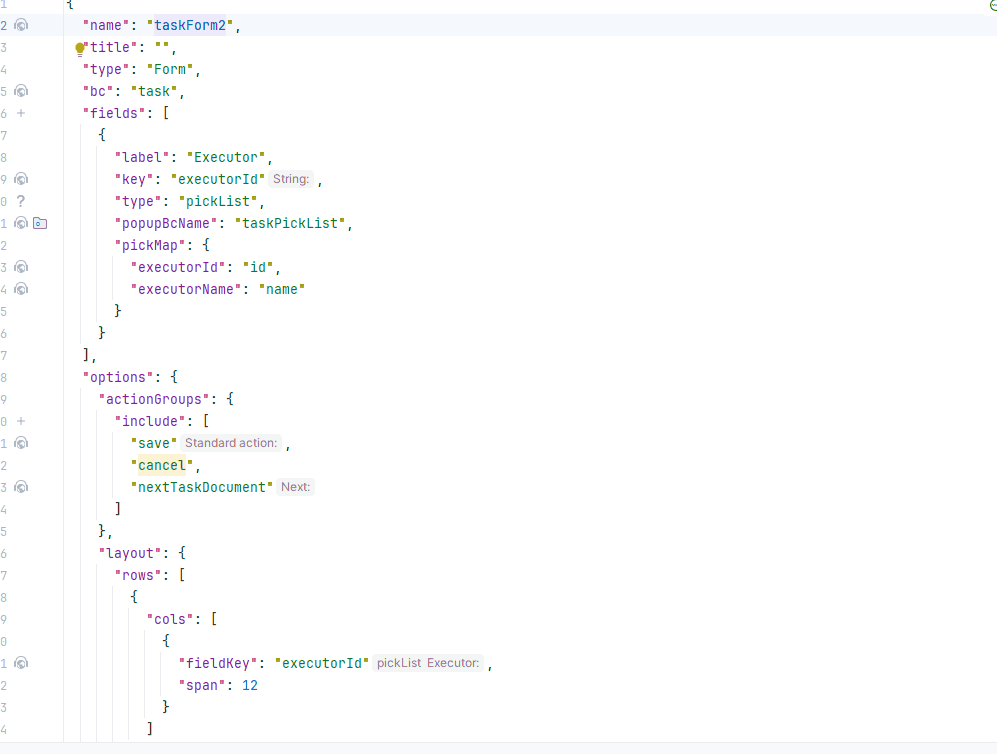 1 {
2 "name": "taskForm2",
3 "title": "",
4 "type": "Form",
5 "bc": "task",
6 + "fields": [
7 {
8 "label": "Executor",
9 "key": "executorId" String: ,
0 ? "type": "pickList",
1 "popupBcName": "taskPickList",
2 "pickMap": {
3 "executorId": "id",
4 "executorName": "name"
5 }
6 }
7 ],
8 "options": {
9 "actionGroups": {
0 + "include": [
1 "save" Standard action: ,
2 "cancel",
3 "nextTaskDocument" Next:
4 ]
5 },
6 "layout": {
7 "rows": [
8 {
9 "cols": [
0 {
1 "fieldKey": "executorId" pickList Executor: ,
2 "span": 12
3 }
4 ]